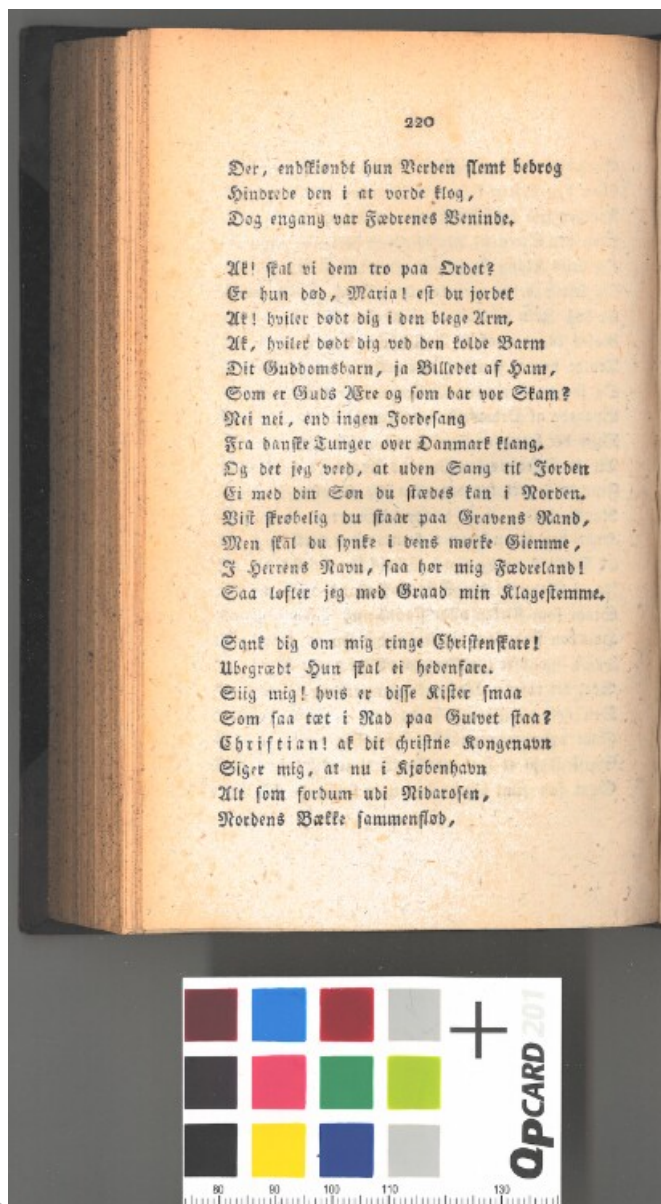 220
Der, endskiøndt hun Verden slemt bedrog
Hindrede den i at vorde klog,
Dog engang var Fædrenes Veninde.
Ak! skal vi dem tro paa Ordet?
Er hun død, Maria! est du jordet
Ak! hviler dødt dig i den blege Arm,
Ak, hviler dødt dig ved den kolde Barm
Dit Guddomsbarn, ja Billedet af Ham,
Som er Guds Ære og som bar vor Skam?
Nei nei, end ingen Jordesang
Fra danske Tunger over Danmark klang.
Og det jeg veed, at uden Sang til Jorden
Ei med din Søn du stædes kan i Norden.
Vist skrøbelig du staar paa Gravens Rand,
Men skal du synke i dens mørke Giemme,
I Herrens Navn, saa hør mig Fædreland!
Saa løfter jeg med Graad min Klagestemme.
Sank dig om mig ringe Christenskare!
Ubegrædt Hun skal ei hedenfare.
Siig mig! hvis er disse Kister smaa
Som saa tæt i Rad paa Gulvet staa?
Christian! ak dit christne Kongenavn
Siger mig, at nu i Kjøbenhavn
Alt som fordum udi Nidarosen,
Nordens Bække sammenflød,
QPCARD 201
80 90 100 110 130